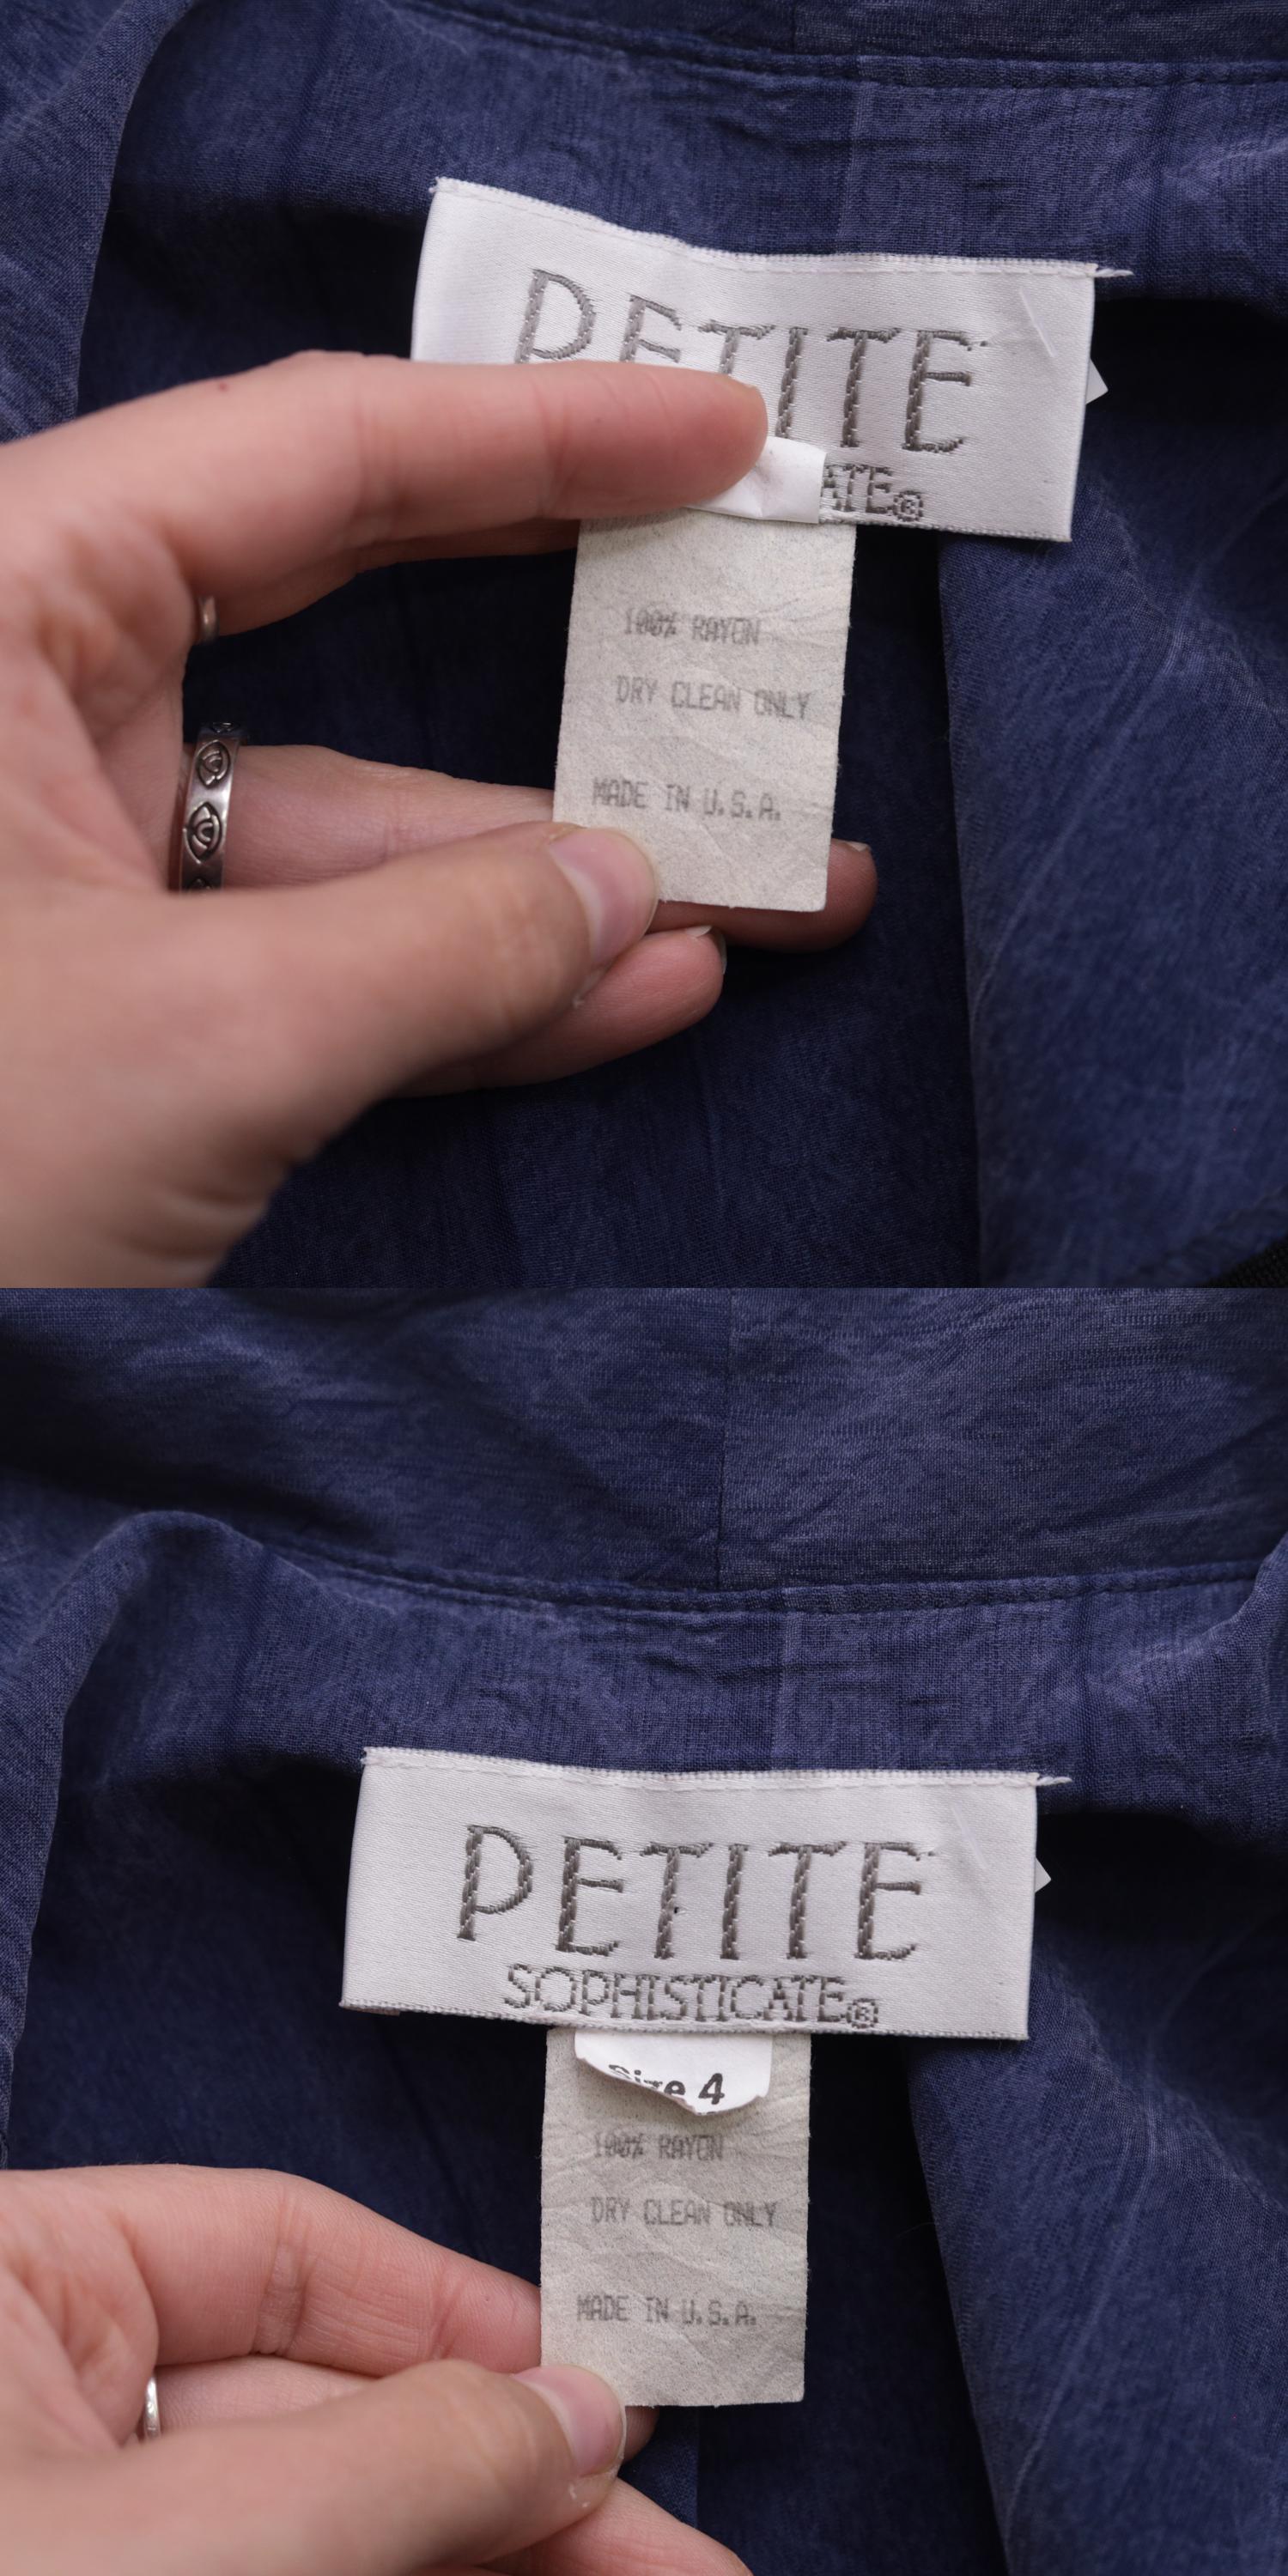 PETITE
ATE®
100% RAYON
DRY CLEAN ONLY
MADE IN U.S.A.
PETITE
SOPHISTICATE®
Size 4
100% RAYON
DRY CLEAN ONLY
MADE IN U.S.A.